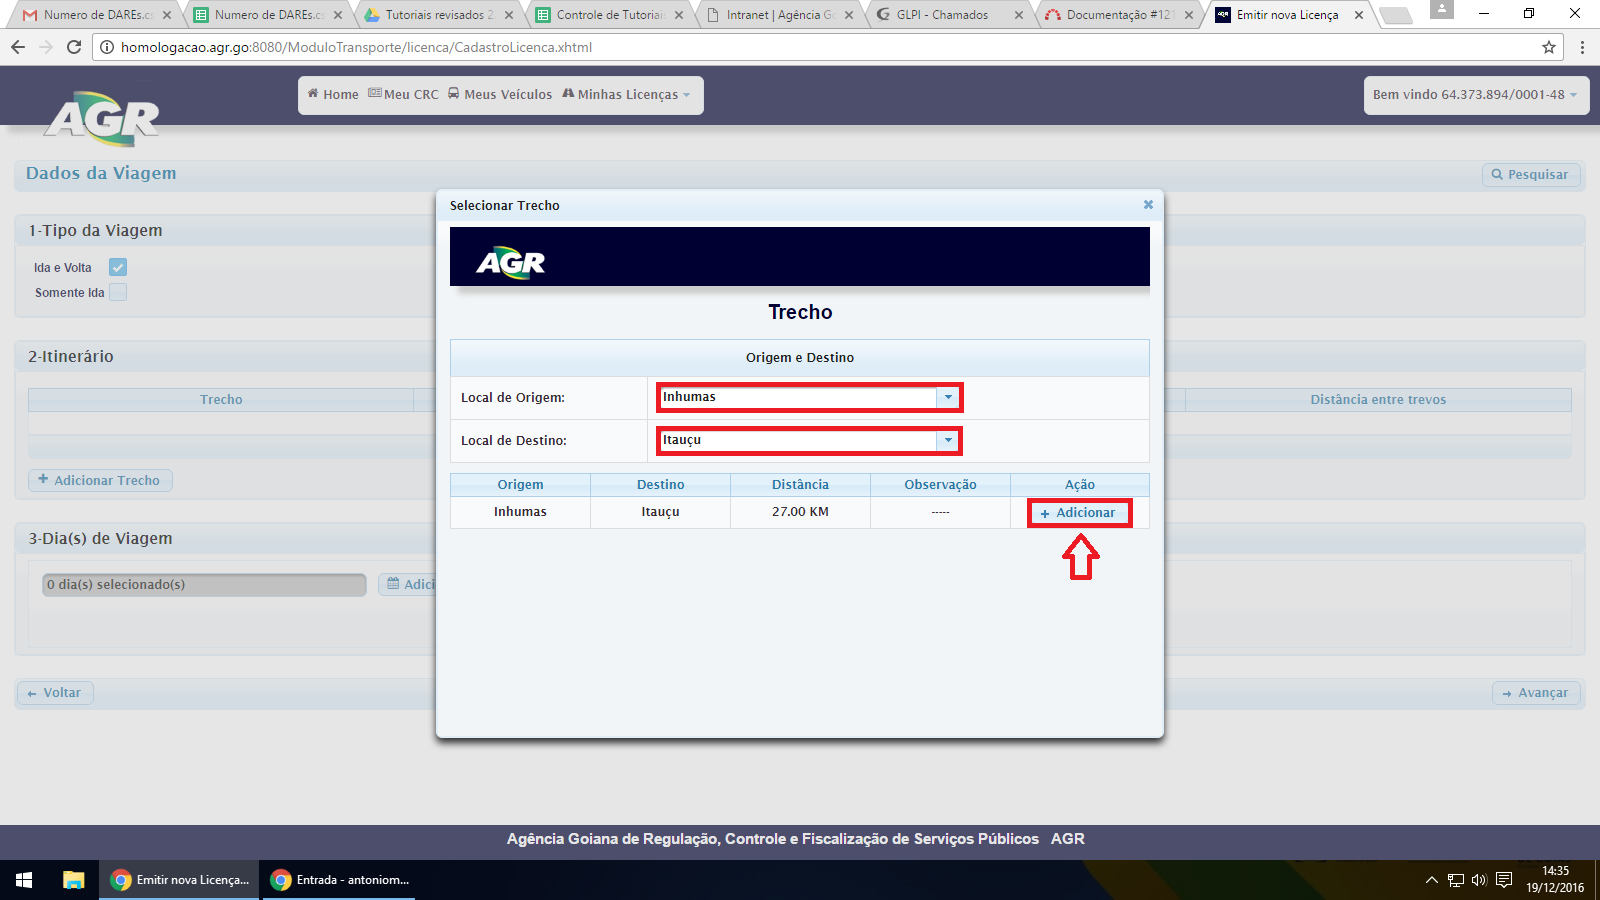 Numero de DAREs.cs
Numero de DAREs.cs
Tutoriais revisados 2
Controle de Tutoriai
Intranet | Agência Go
GLPI - Chamados
Documentação #121
Emitir nova Licença
homologacao.agr.go:8080/ModuloTransporte/licenca/CadastroLicenca.xhtml
AGR
Home
Meu CRC
Meus Veículos
Minhas Licenças
Bem vindo 64.373.894/0001-48
Dados da Viagem
Pesquisar
1-Tipo da Viagem
Ida e Volta
Somente Ida
2-Itinerário
Trecho
Distância entre trevos
+ Adicionar Trecho
3-Dia(s) de Viagem
0 dia(s) selecionado(s)
Adici
← Voltar
→ Avançar
Selecionar Trecho
AGR
Trecho
Origem e Destino
Local de Origem: Inhumas
Local de Destino: Itauçu
Origem Destino Distância Observação Ação
Inhumas Itauçu 27.00 KM ----- + Adicionar
Agência Goiana de Regulação, Controle e Fiscalização de Serviços Públicos AGR
Emitir nova Licença...
Entrada - antoniom...
14:35
19/12/2016